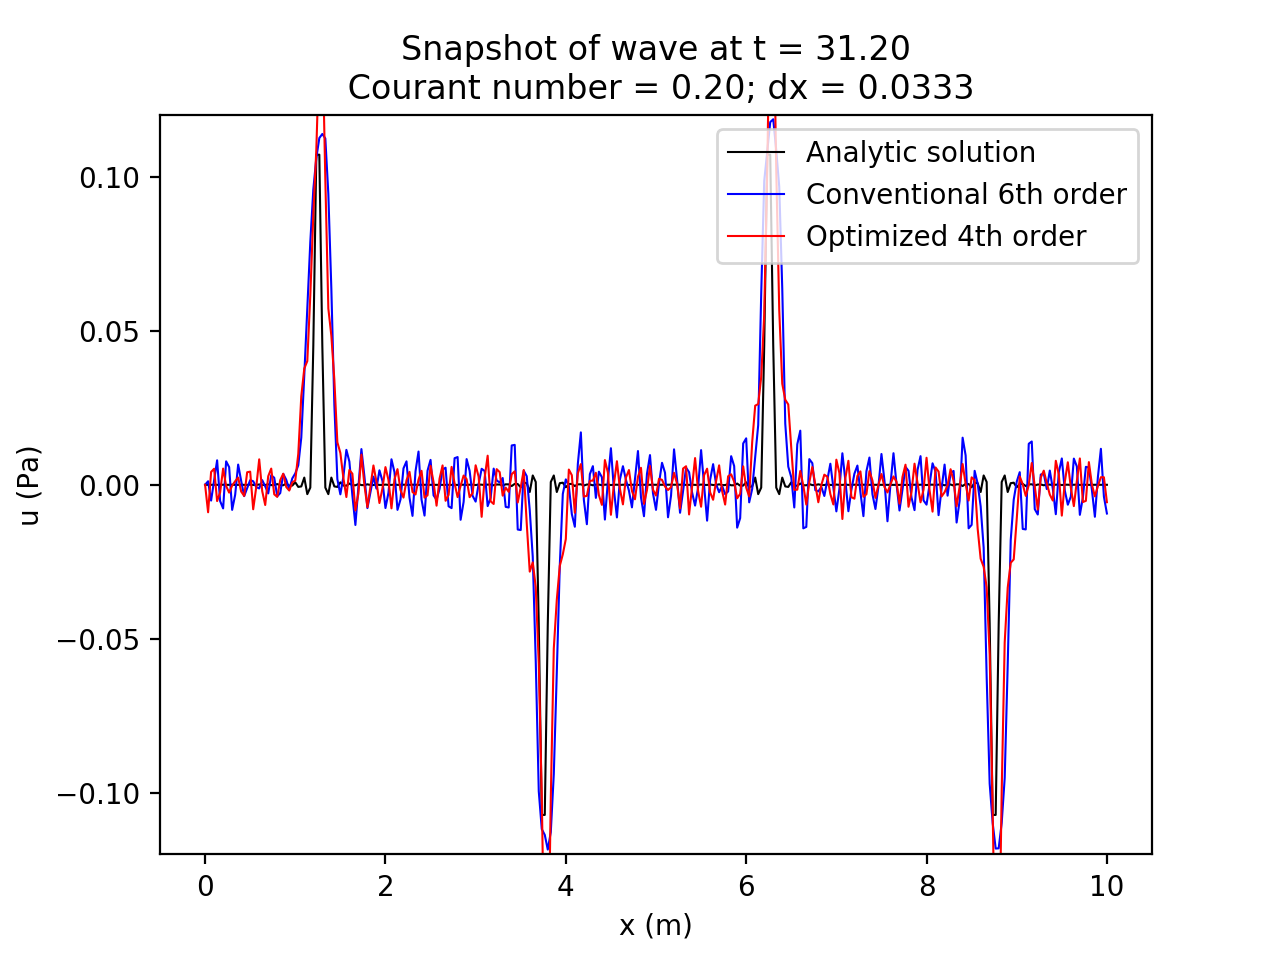 Snapshot of wave at t = 31.20
Courant number = 0.20; dx = 0.0333
Analytic solution
Conventional 6th order
Optimized 4th order
0.10
0.05
0.00
−0.05
−0.10
u (Pa)
0 2 4 6 8 10
x (m)